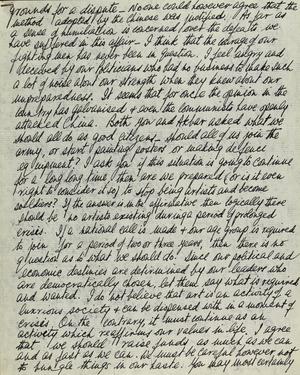 grounds for a dispute. No one could however agree that the
method adopted by the Chinese was justified. As far as
a sense of humiliation is concerned over the defeats we
have suffered in this affair. I think that the courage of our
fighting men has never been in question. I feel angry and
deceived by our politicians who had no business to make such
a lot of noise about our strength when they knew about our
unpreparedness. It seems that for once the opinion in the
country has galvanised & even the communists have openly
attacked China. Both you and Akbar asked what we
should all do as good citizens, should all of us join the
army, or start painting posters or making defence
equipment? I ask you if this situation is going to continue
for a long long time, then are we prepared (or is it even
right to consider it so) to stop being artists and become
soldiers? If the answer is in the affirmative then logically there
should be no artists existing during a period of prolonged
crisis. If a national call is made & our age group is required
to join for a period of two or three years, then there is no
question as to what we should do. Since our political and
economic destinies are determined by our leaders who
are democratically chosen, let them say what is required
and wanted. I do not believe that art is an activity of a
luxurious society & can be dispensed with in a moment of
crisis. On the contrary, it must continue as an
activity which reaffirms our values in life. I agree
that we should raise funds, as much as we can
and as fast as we can. We must be careful however not
to bungle things in our haste. You may most certainly